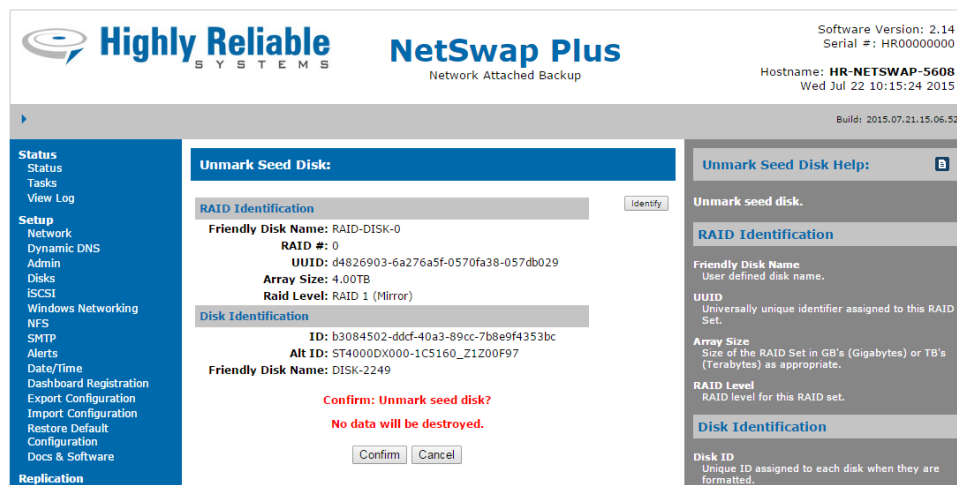 Highly Reliable
SYSTEMS
NetSwap Plus
Network Attached Backup
Software Version: 2.14
Serial #: HR00000000
Hostname: HR-NETSWAP-5608
Wed Jul 22 10:15:24 2015
Build: 2015.07.21.15.06.52
Status
Status
Tasks
View Log
Setup
Network
Dynamic DNS
Admin
Disks
iSCSI
Windows Networking
NFS
SMTP
Alerts
Date/Time
Dashboard Registration
Export Configuration
Import Configuration
Restore Default
Configuration
Docs & Software
Replication
Unmark Seed Disk:
Identify
RAID Identification
Friendly Disk Name: RAID-DISK-0
RAID #: 0
UUID: d4826903-6a276a5f-0570fa38-057db029
Array Size: 4.00TB
Raid Level: RAID 1 (Mirror)
Disk Identification
ID: b3084502-ddcf-40a3-89cc-7b8e9f4353bc
Alt ID: ST4000DX000-1C5160_Z1Z00F97
Friendly Disk Name: DISK-2249
Confirm: Unmark seed disk?
No data will be destroyed.
Confirm Cancel
Unmark Seed Disk Help:
Unmark seed disk.
RAID Identification
Friendly Disk Name
User defined disk name.
UUID
Universally unique identifier assigned to this RAID
Set.
Array Size
Size of the RAID Set in GB's (Gigabytes) or TB's
(Terabytes) as appropriate.
RAID Level
RAID level for this RAID set.
Disk Identification
Disk ID
Unique ID assigned to each disk when they are
formatted.